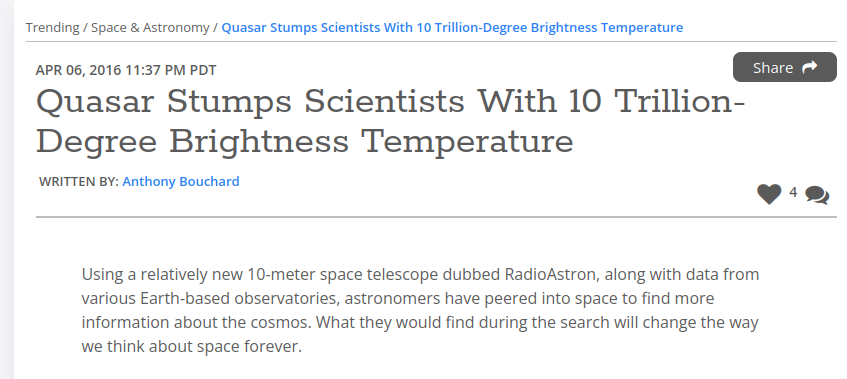 Trending / Space & Astronomy / Quasar Stumps Scientists With 10 Trillion-Degree Brightness Temperature
APR 06, 2016 11:37 PM PDT
Share
Quasar Stumps Scientists With 10 Trillion-
Degree Brightness Temperature
WRITTEN BY: Anthony Bouchard
4
Using a relatively new 10-meter space telescope dubbed RadioAstron, along with data from
various Earth-based observatories, astronomers have peered into space to find more
information about the cosmos. What they would find during the search will change the way
we think about space forever.